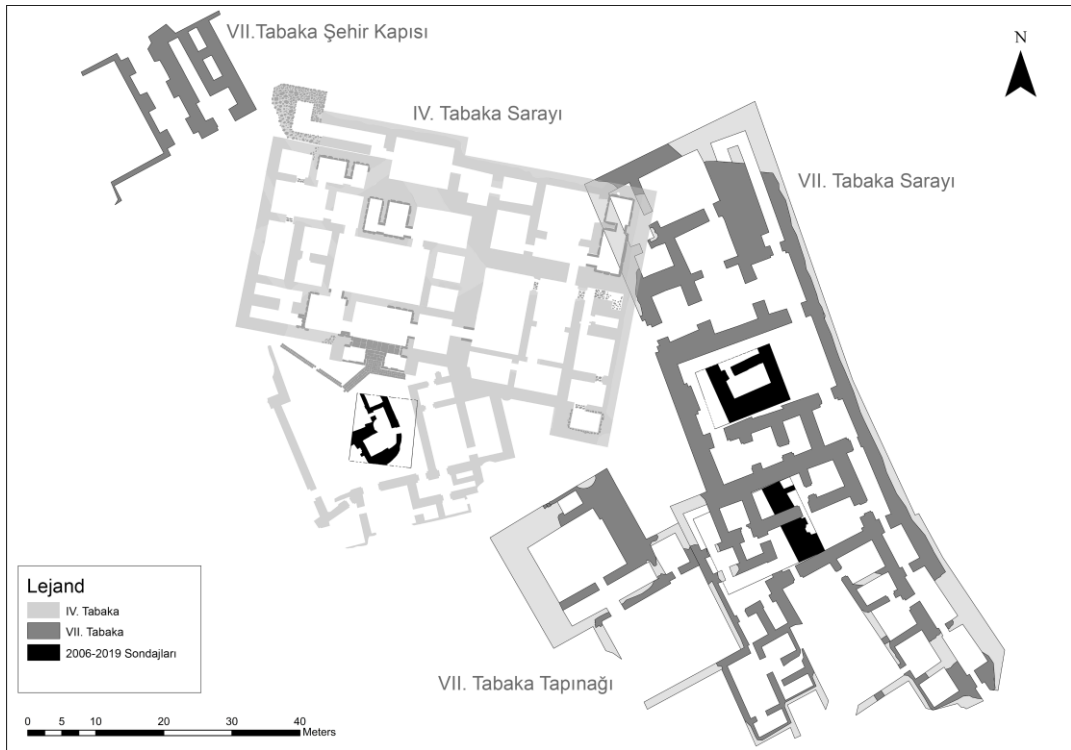 VII.Tabaka Şehir Kapısı
N
IV. Tabaka Sarayı
VII. Tabaka Sarayı
VII. Tabaka Tapınağı
Lejand
IV. Tabaka
VII. Tabaka
2006-2019 Sondajları
0 5 10 20 30 40
Meters